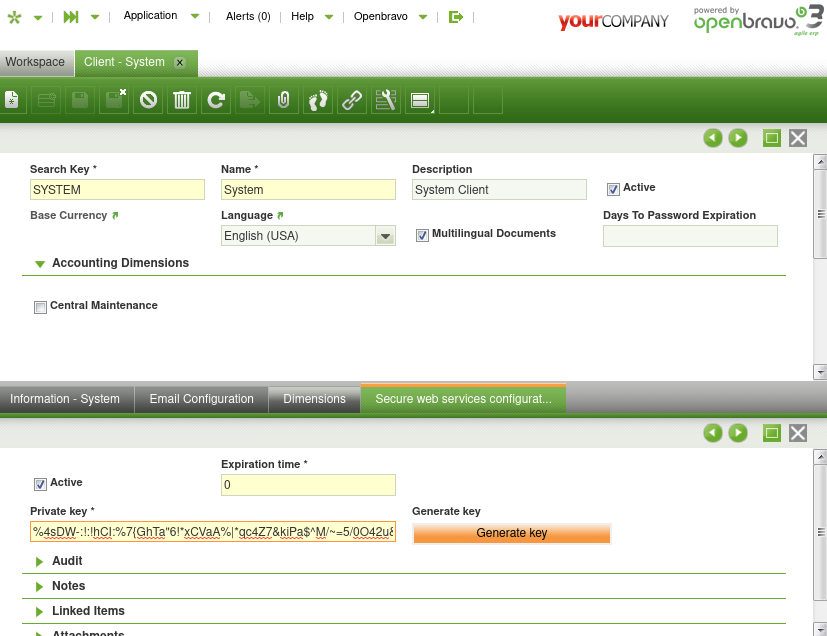 Application Alerts (0) Help Openbravo
yourCOMPANY
powered by
openbravo 3
agile erp
Workspace Client - System x
Search Key * Name * Description
SYSTEM System System Client Active
Base Currency Language Days To Password Expiration
English (USA) Multilingual Documents
Accounting Dimensions
Central Maintenance
Information - System Email Configuration Dimensions Secure web services configurat...
Expiration time *
Active 0
Private key * Generate key
%4sDW-:!:!hCI:%7{GhTa"6!*xCVaA%|*gc4Z7&kiPa$^M/~=5/0O42u& Generate key
Audit
Notes
Linked Items
Attachments